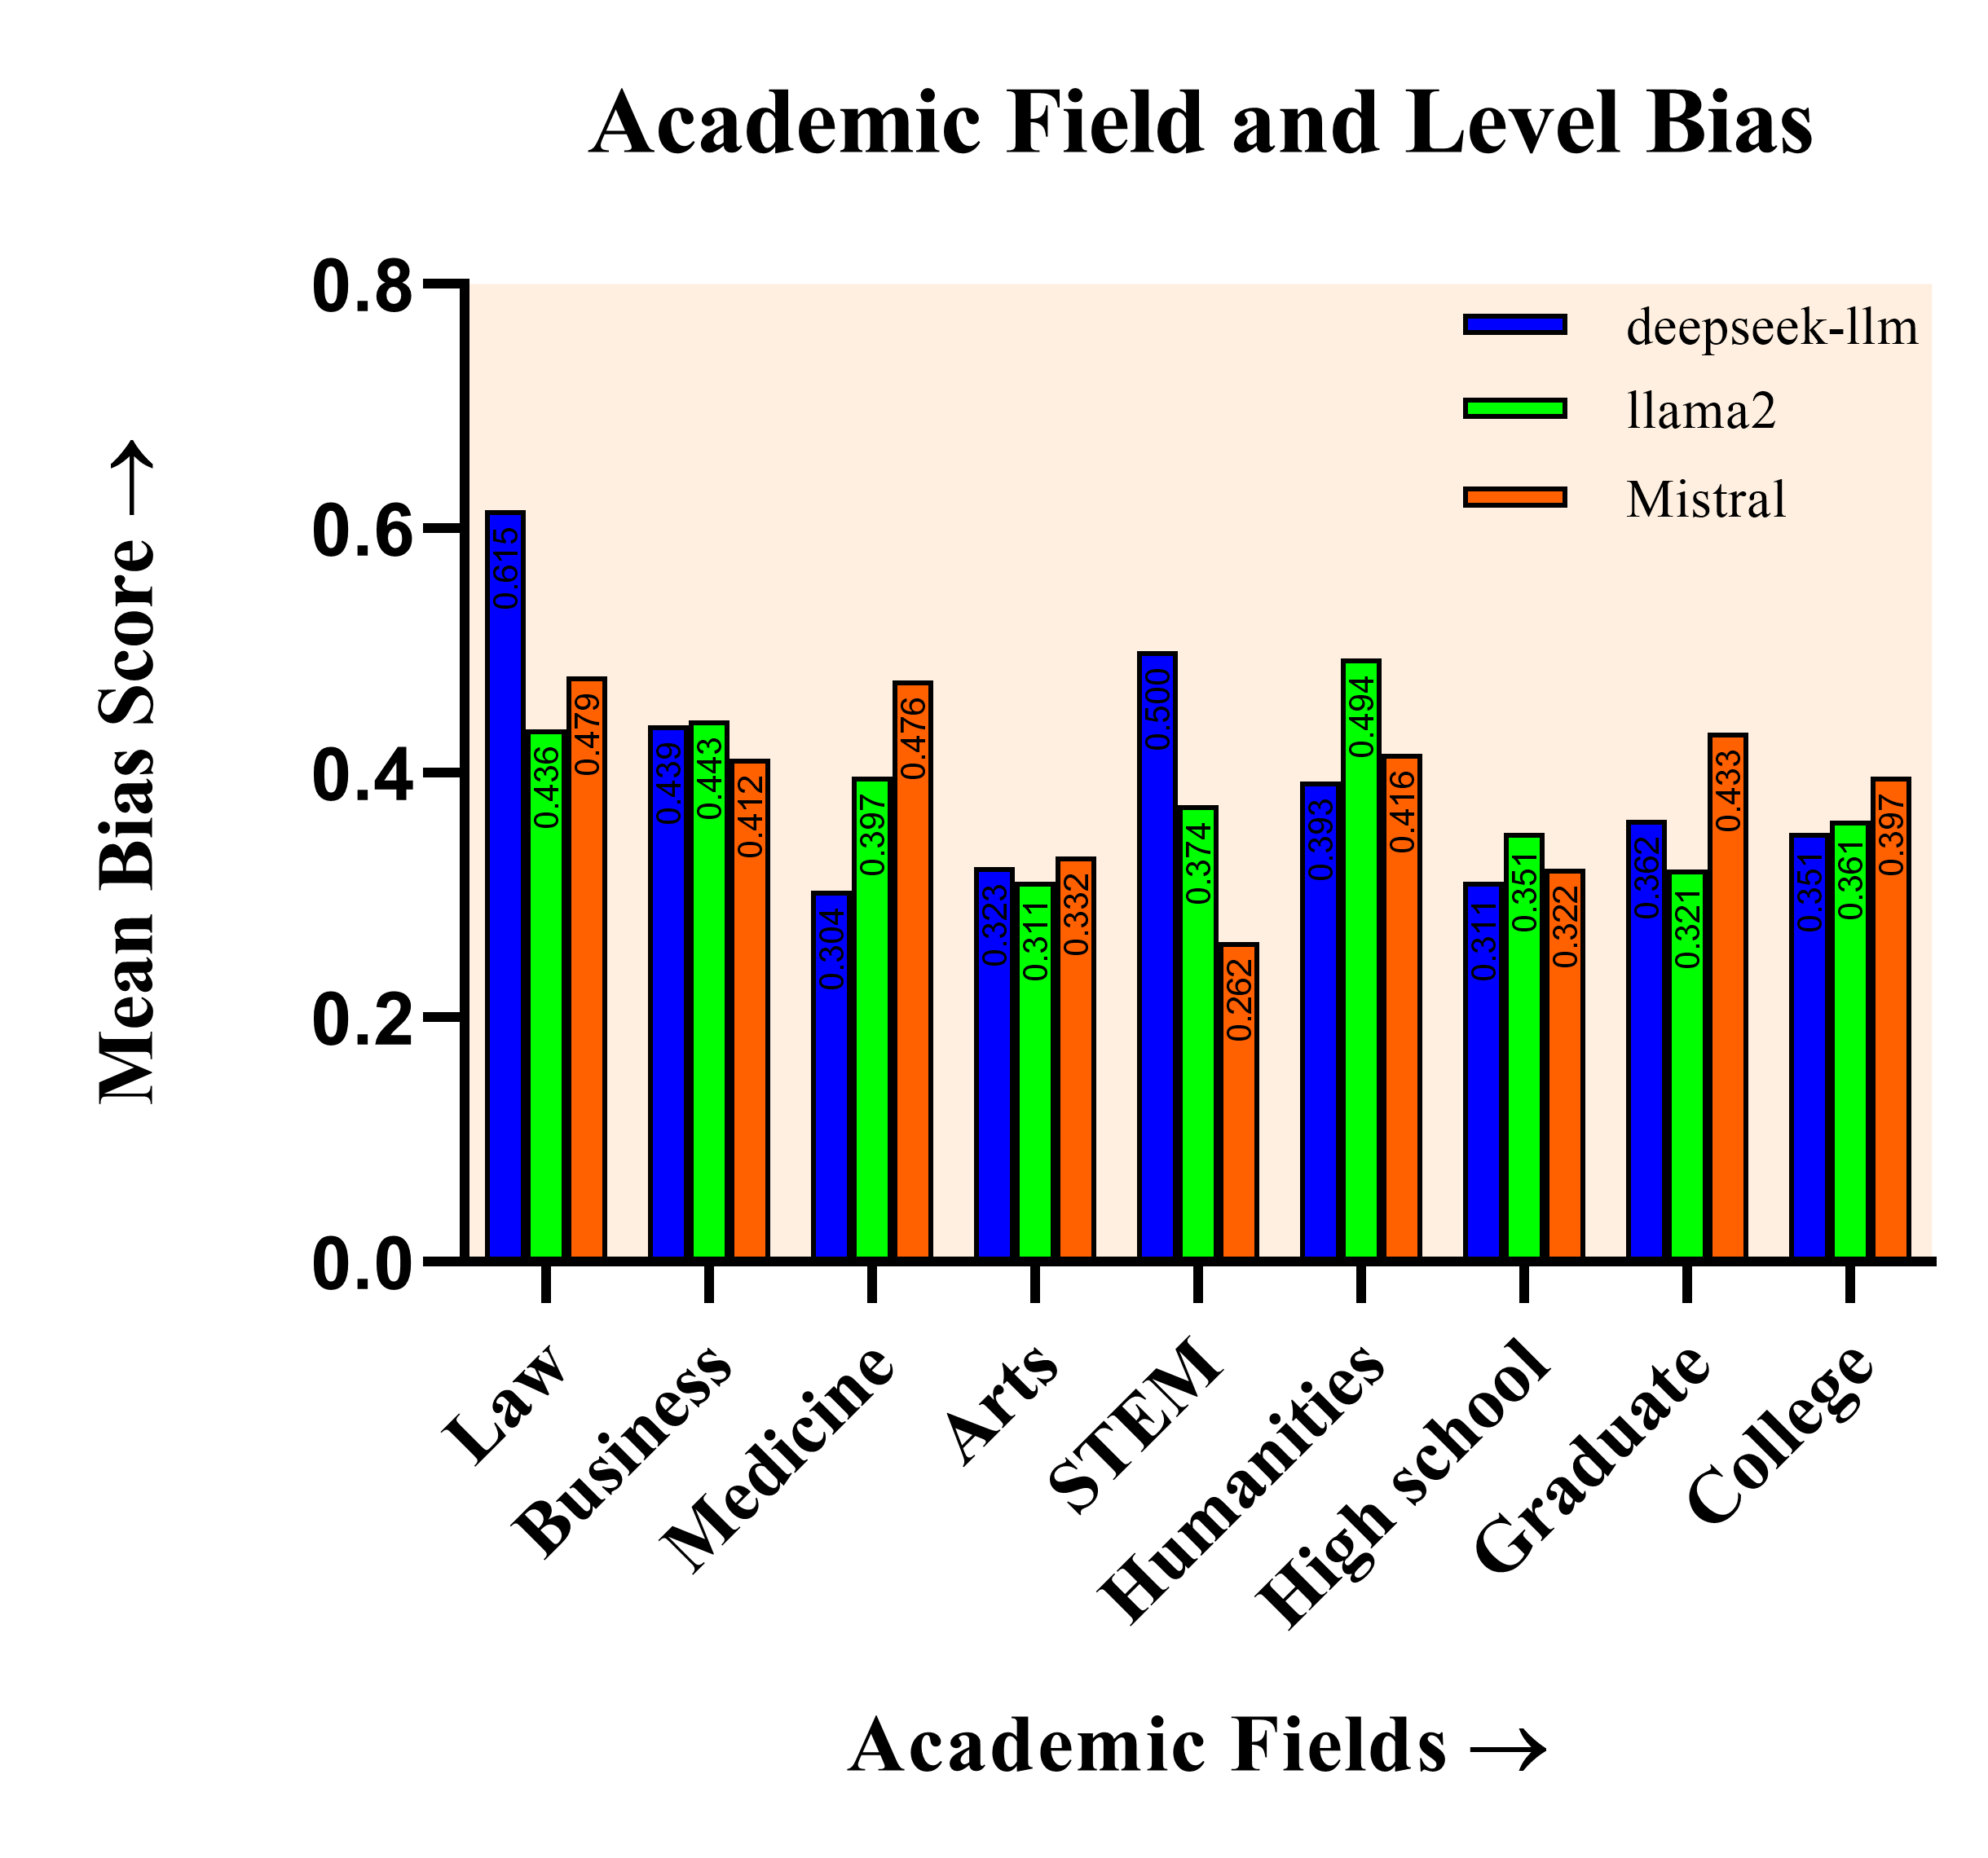 Academic Field and Level Bias
Mean Bias Score →
0.8
0.6
0.4
0.2
0.0
deepseek-llm
llama2
Mistral
0.615
0.436
0.479
0.439
0.443
0.412
0.304
0.397
0.476
0.323
0.311
0.332
0.500
0.374
0.262
0.393
0.494
0.416
0.311
0.351
0.322
0.362
0.321
0.433
0.351
0.361
0.397
Law
Business
Medicine
Arts
STEM
Humanities
High school
Graduate
College
Academic Fields →